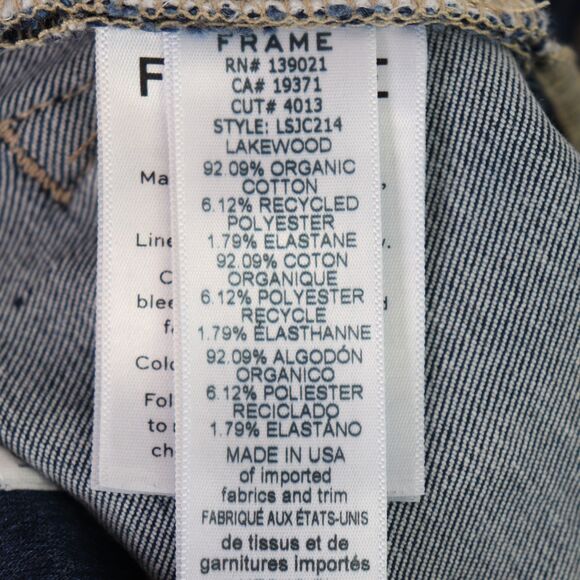 FRAME
RN# 139021
CA# 19371
CUT# 4013
STYLE: LSJC214
LAKEWOOD
92.09% ORGANIC
COTTON
6.12% RECYCLED
POLYESTER
1.79% ELASTANE
92.09% COTON
ORGANIQUE
6.12% POLYESTER
RECYCLE
1.79% ÉLASTHANNE
92.09% ALGODÓN
ORGANICO
6.12% POLIESTER
RECICLADO
1.79% ELASTANO
MADE IN USA
of imported
fabrics and trim
FABRIQUÉ AUX ÉTATS-UNIS
de tissus et de
garnitures importés